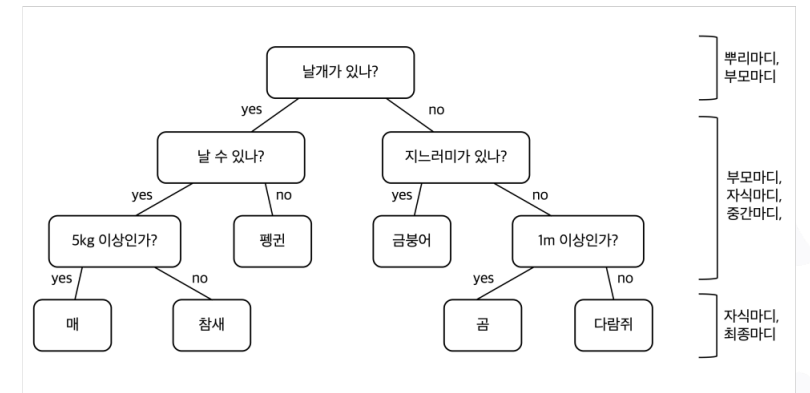 날개가 있나?
뿌리마디,
부모마디
yes
no
날 수 있나?
지느러미가 있나?
부모마디,
자식마디,
중간마디,
yes
no
yes
no
5kg 이상인가?
펭귄
금붕어
1m 이상인가?
yes
no
yes
no
매
참새
곰
다람쥐
자식마디,
최종마디